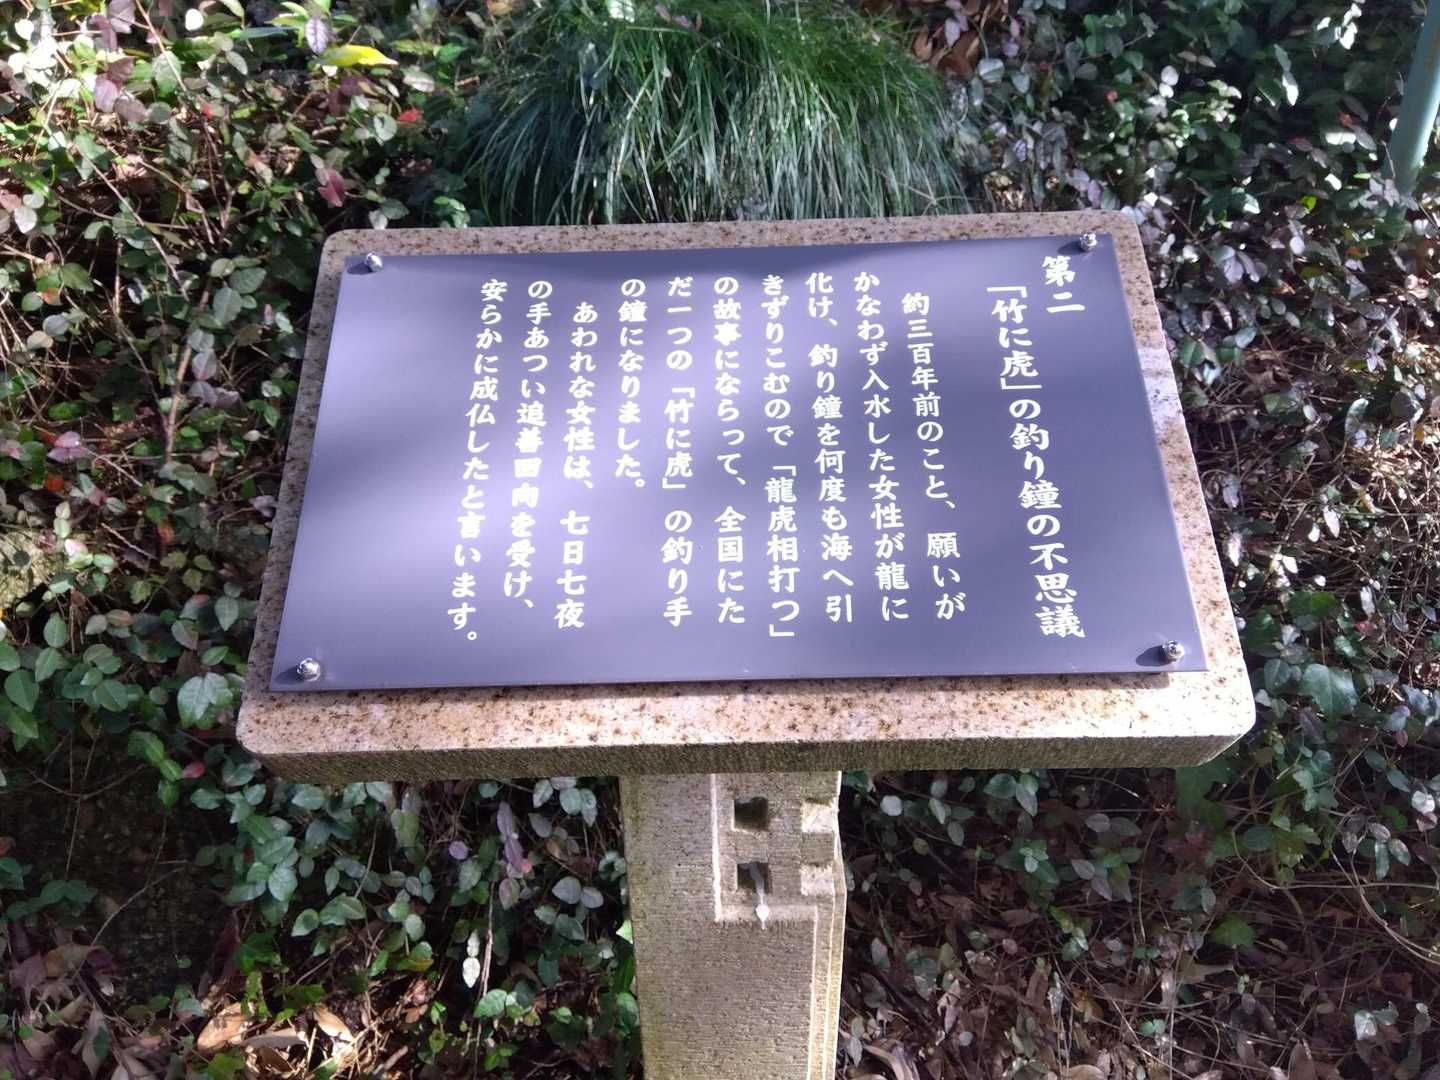 第二
「竹に虎」の釣り鐘の不思議
約三百年前のこと、願いが
かなわず入水した女性が龍に
化け、釣り鐘を何度も海へ引
きずりこむので「龍虎相打つ」
の故事にならって、全国にた
だ一つの「竹に虎」の釣り手
の鐘になりました。
あわれな女性は、七日七夜
の手あつい追善回向を受け、
安らかに成仏したと言います。